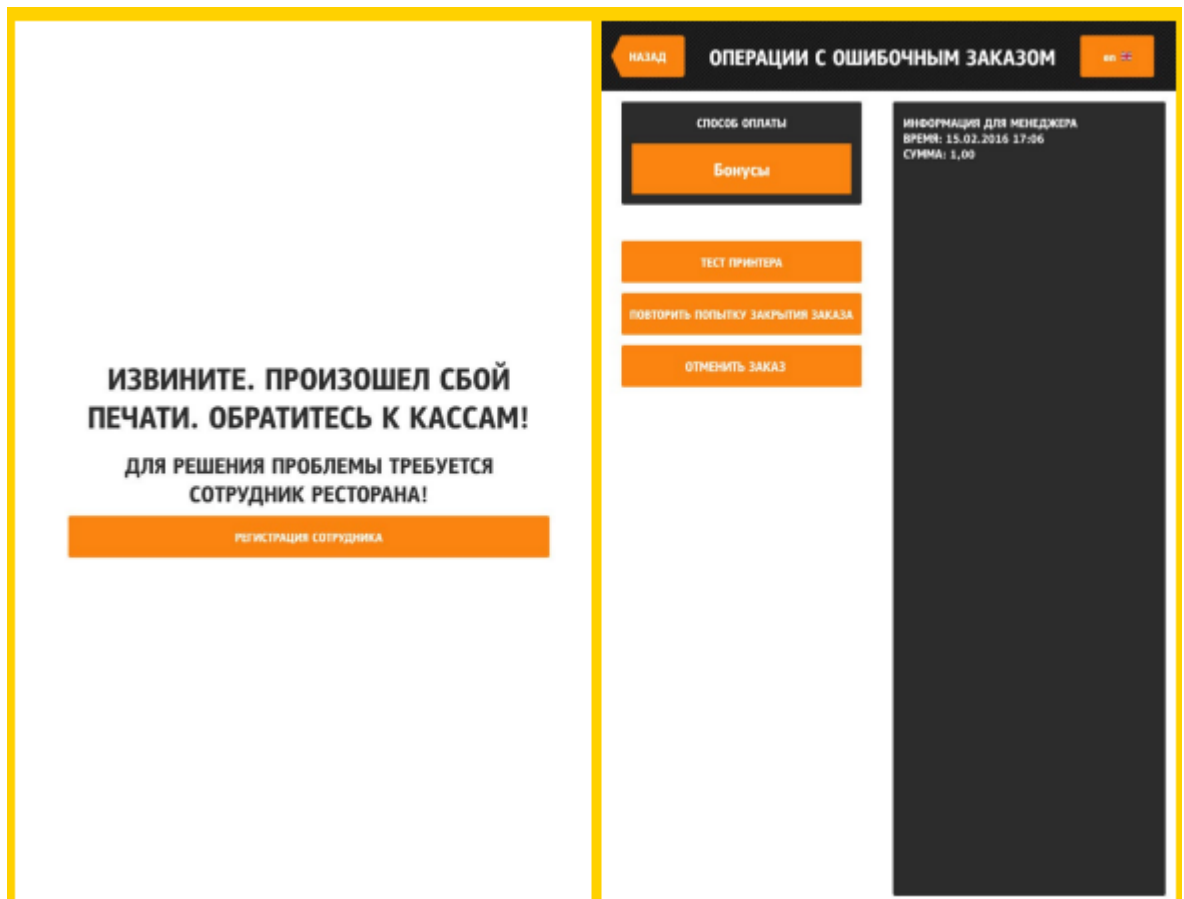 ИЗВИНИТЕ. ПРОИЗОШЕЛ СБОЙ
ПЕЧАТИ. ОБРАТИТЕСЬ К КАССАМ!
ДЛЯ РЕШЕНИЯ ПРОБЛЕМЫ ТРЕБУЕТСЯ
СОТРУДНИК РЕСТОРАНА!
РЕГИСТРАЦИЯ СОТРУДНИКА
НАЗАД
ОПЕРАЦИИ С ОШИБОЧНЫМ ЗАКАЗОМ
en
СПОСОБ ОПЛАТЫ
Бонусы
ТЕСТ ПРИНТЕРА
ПОВТОРИТЬ ПОПЫТКУ ЗАКРЫТИЯ ЗАКАЗА
ОТМЕНИТЬ ЗАКАЗ
ИНФОРМАЦИЯ ДЛЯ МЕНЕДЖЕРА
ВРЕМЯ: 15.02.2016 17:06
СУММА: 1,00